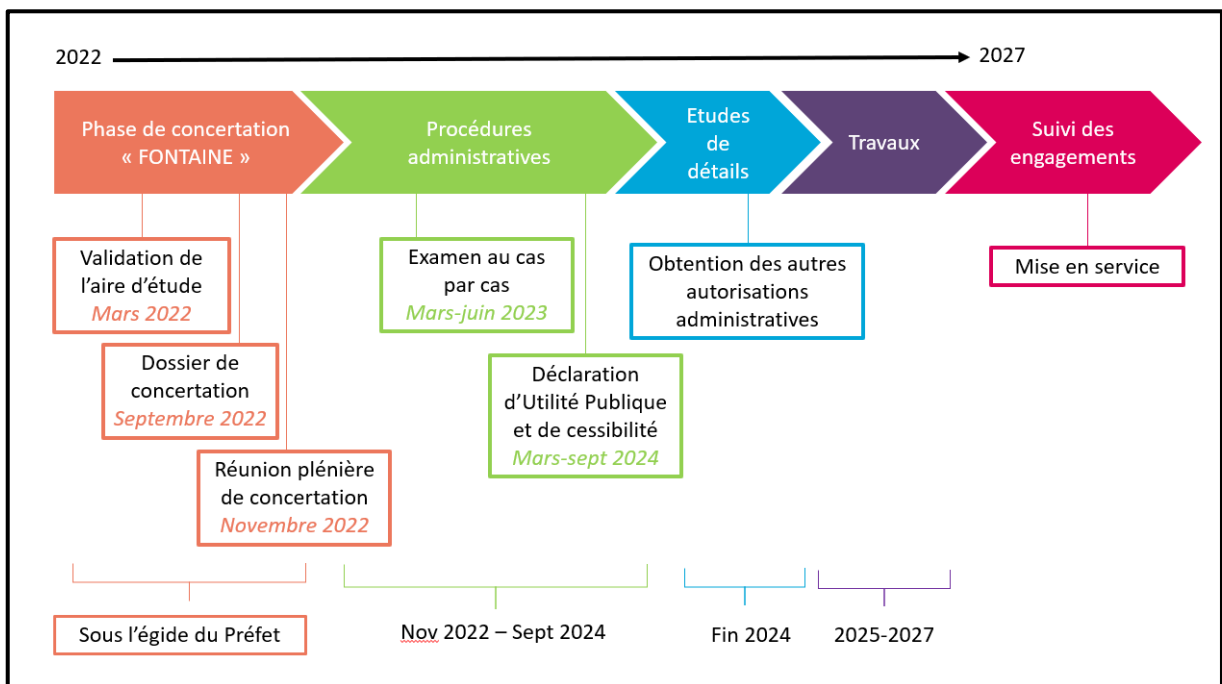 2022
2027
Phase de concertation
« FONTAINE »
Procédures
administratives
Etudes
de
détails
Travaux
Suivi des
engagements
Validation de
l'aire d'étude
Mars 2022
Dossier de
concertation
Septembre 2022
Réunion plénière
de concertation
Novembre 2022
Examen au cas
par cas
Mars-juin 2023
Déclaration
d'Utilité Publique
et de cessibilité
Mars-sept 2024
Obtention des autres
autorisations
administratives
Mise en service
Sous l'égide du Préfet
Nov 2022 – Sept 2024
Fin 2024
2025-2027